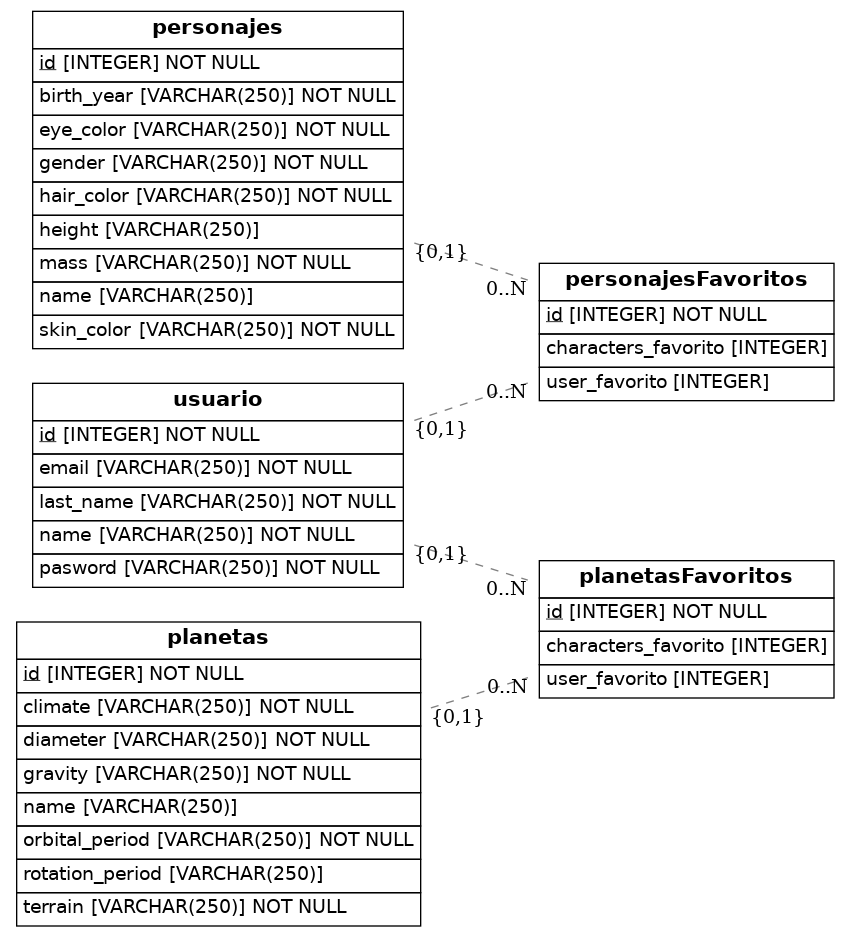 personajes
id [INTEGER] NOT NULL
birth_year [VARCHAR(250)] NOT NULL
eye_color [VARCHAR(250)] NOT NULL
gender [VARCHAR(250)] NOT NULL
hair_color [VARCHAR(250)] NOT NULL
height [VARCHAR(250)]
mass [VARCHAR(250)] NOT NULL
name [VARCHAR(250)]
skin_color [VARCHAR(250)] NOT NULL
{0,1}
0..N
personajesFavoritos
id [INTEGER] NOT NULL
characters_favorito [INTEGER]
user_favorito [INTEGER]
0..N
{0,1}
usuario
id [INTEGER] NOT NULL
email [VARCHAR(250)] NOT NULL
last_name [VARCHAR(250)] NOT NULL
name [VARCHAR(250)] NOT NULL
pasword [VARCHAR(250)] NOT NULL
{0,1}
0..N
planetasFavoritos
id [INTEGER] NOT NULL
characters_favorito [INTEGER]
user_favorito [INTEGER]
0..N
{0,1}
planetas
id [INTEGER] NOT NULL
climate [VARCHAR(250)] NOT NULL
diameter [VARCHAR(250)] NOT NULL
gravity [VARCHAR(250)] NOT NULL
name [VARCHAR(250)]
orbital_period [VARCHAR(250)] NOT NULL
rotation_period [VARCHAR(250)]
terrain [VARCHAR(250)] NOT NULL